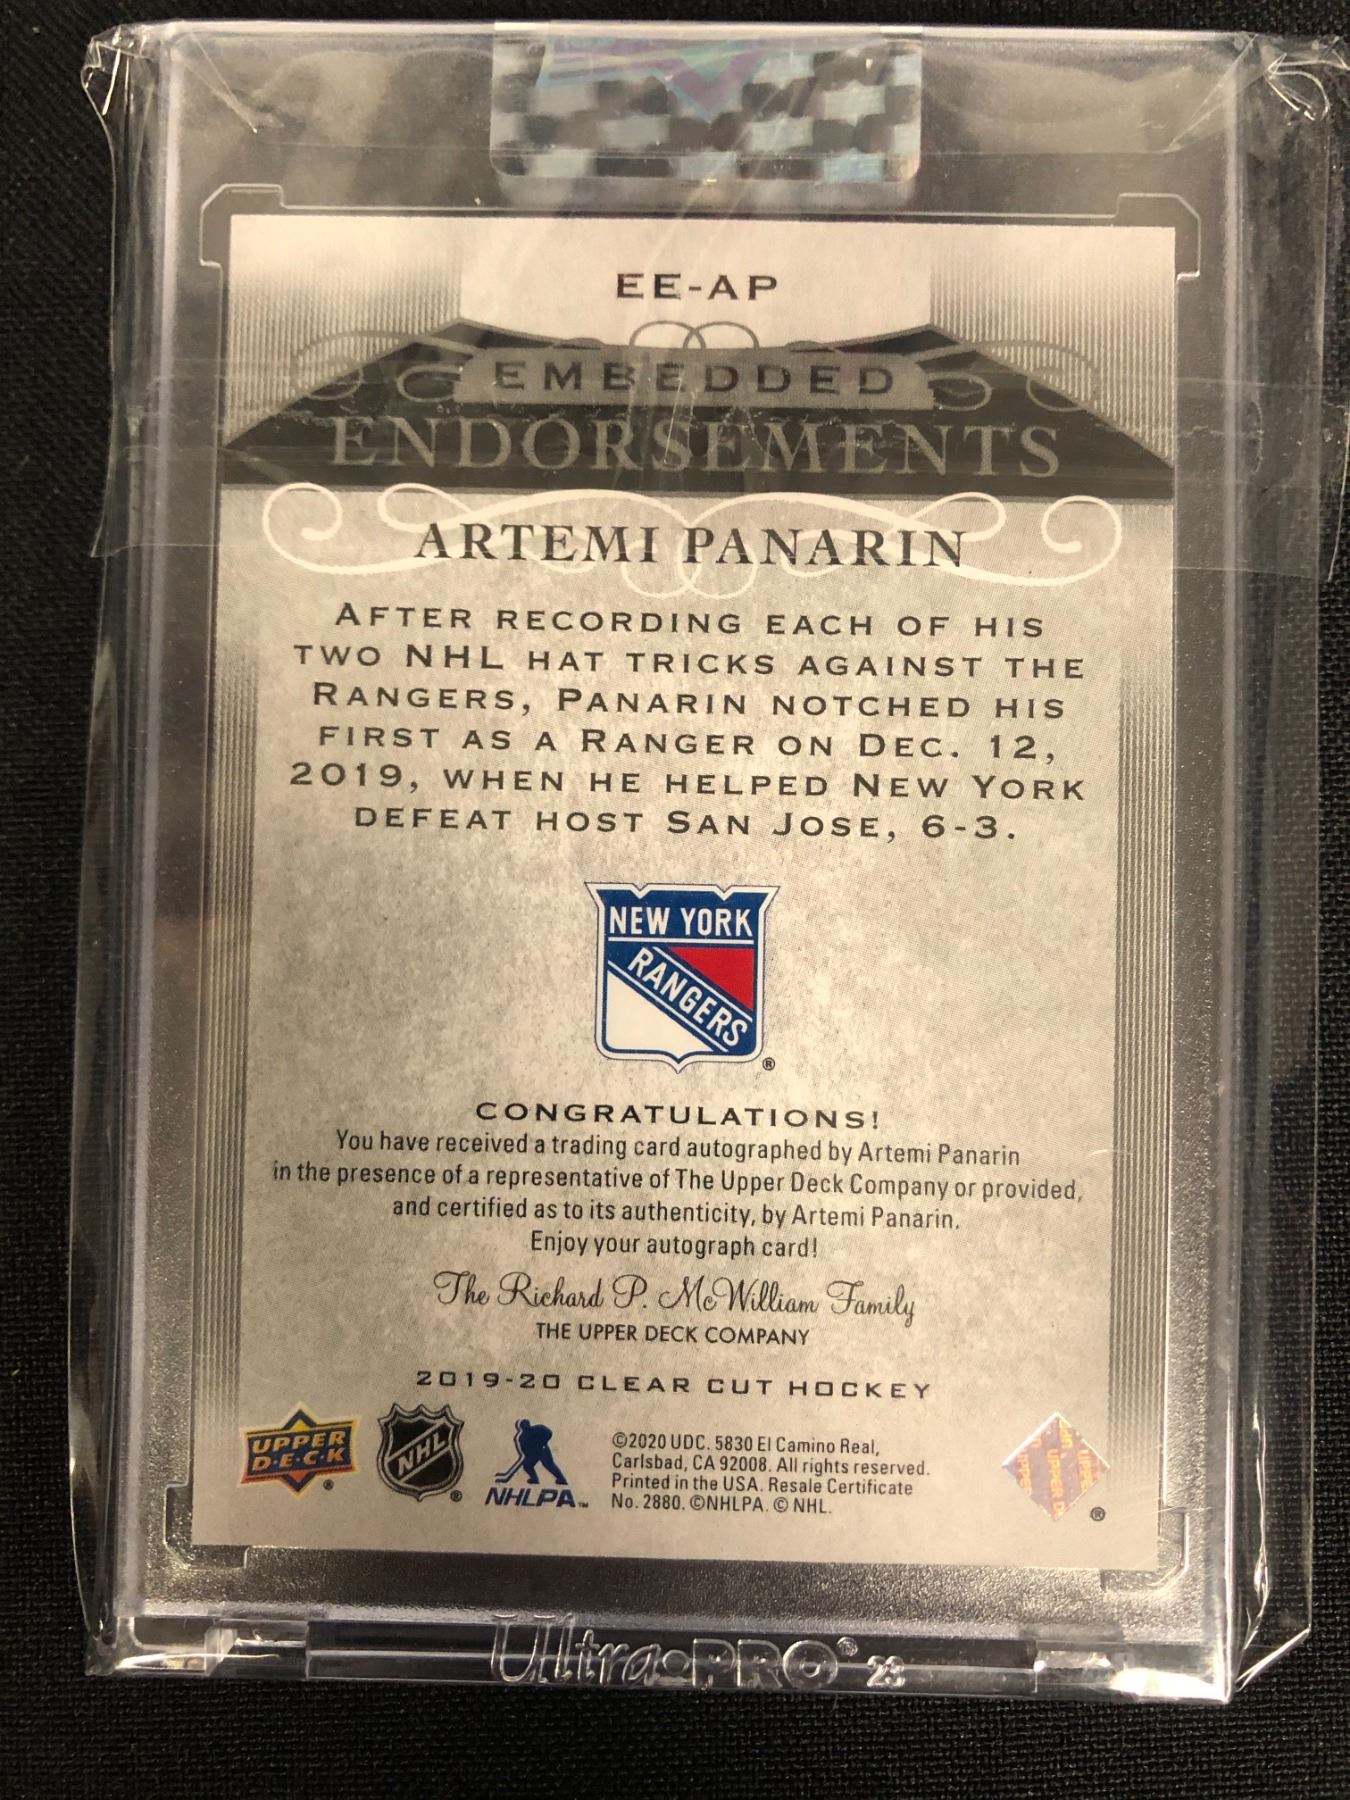 EE-AP
EMBEDDED
ENDORSEMENTS
ARTEMI PANARIN
AFTER RECORDING EACH OF HIS
TWO NHL HAT TRICKS AGAINST THE
RANGERS, PANARIN NOTCHED HIS
FIRST AS A RANGER ON DEC. 12,
2019, WHEN HE HELPED NEW YORK
DEFEAT HOST SAN JOSE, 6-3.
NEW YORK
RANGERS
®
CONGRATULATIONS!
You have received a trading card autographed by Artemi Panarin
in the presence of a representative of The Upper Deck Company or provided,
and certified as to its authenticity, by Artemi Panarin.
Enjoy your autograph card!
The Richard P. McWilliam Family
THE UPPER DECK COMPANY
2019-20 CLEAR CUT HOCKEY
UPPER
D·E·C·K
®
NHL
®
NHLPA™
©2020 UDC. 5830 El Camino Real,
Carlsbad, CA 92008. All rights reserved.
Printed in the USA. Resale Certificate
No. 2880. ©NHLPA. © NHL.
UPPER D
®
Ultra·PRO® 23